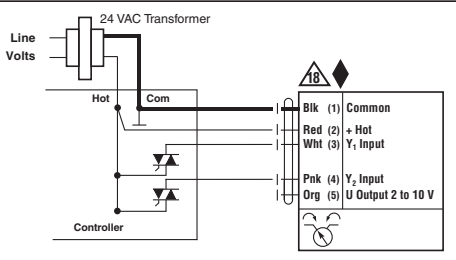 24 VAC Transformer
Line
Volts
18
Hot
Com
Blk (1) Common
Red (2) + Hot
Wht (3) Y₁ Input
Pnk (4) Y₂ Input
Org (5) U Output 2 to 10 V
Controller